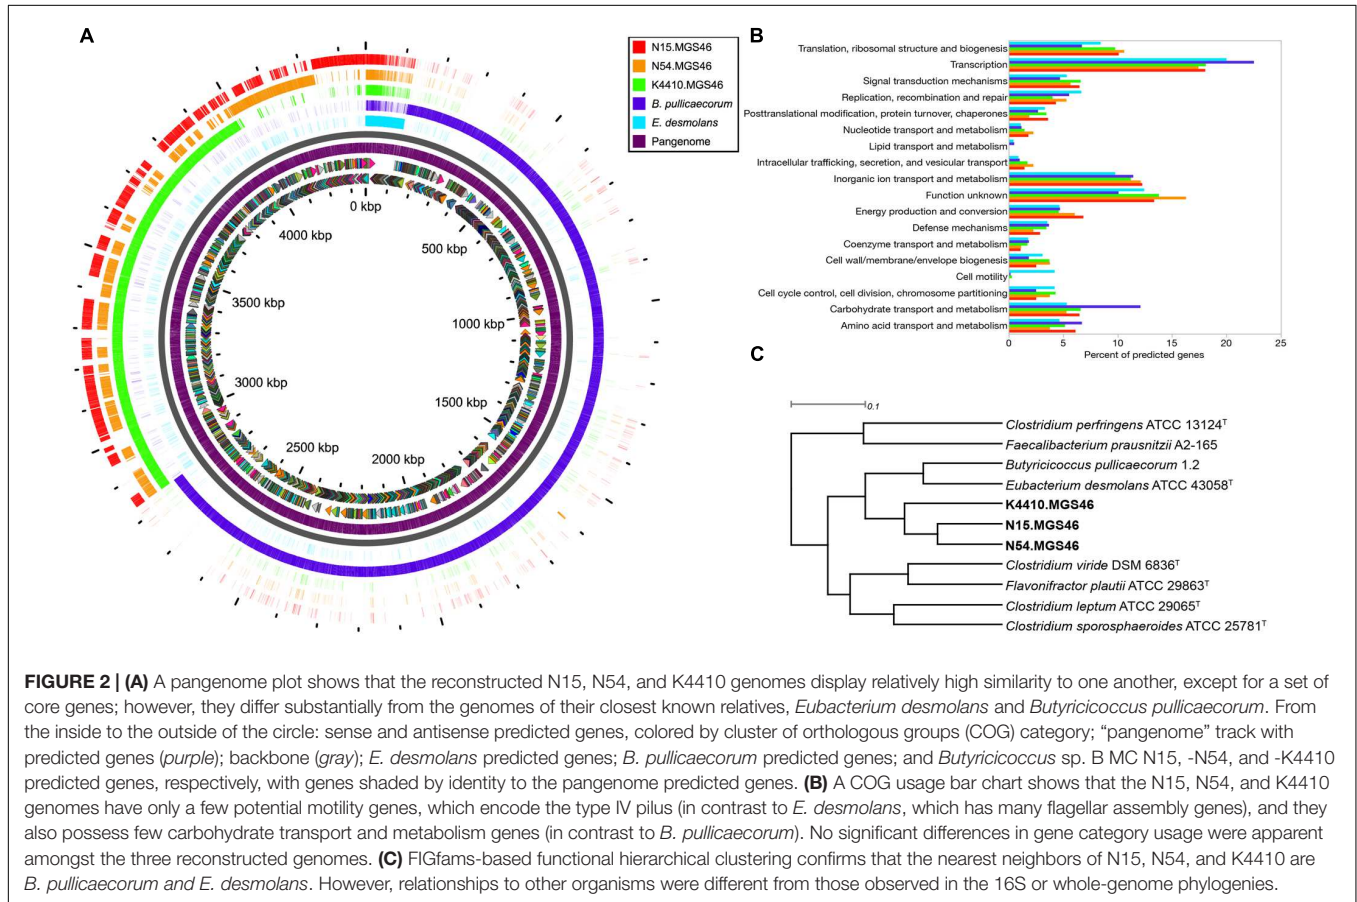 A
N15.MGS46
N54.MGS46
K4410.MGS46
B. pullicaecorum
E. desmolans
Pangenome
0 kbp
500 kbp
1000 kbp
1500 kbp
2000 kbp
2500 kbp
3000 kbp
3500 kbp
4000 kbp
B
Translation, ribosomal structure and biogenesis
Transcription
Signal transduction mechanisms
Replication, recombination and repair
Posttranslational modification, protein turnover, chaperones
Nucleotide transport and metabolism
Lipid transport and metabolism
Intracellular trafficking, secretion, and vesicular transport
Inorganic ion transport and metabolism
Function unknown
Energy production and conversion
Defense mechanisms
Coenzyme transport and metabolism
Cell wall/membrane/envelope biogenesis
Cell motility
Cell cycle control, cell division, chromosome partitioning
Carbohydrate transport and metabolism
Amino acid transport and metabolism
0 5 10 15 20 25
Percent of predicted genes
C
0.1
Clostridium perfringens ATCC 13124ᵀ
Faecalibacterium prausnitzii A2-165
Butyricicoccus pullicaecorum 1.2
Eubacterium desmolans ATCC 43058ᵀ
K4410.MGS46
N15.MGS46
N54.MGS46
Clostridium viride DSM 6836ᵀ
Flavonifractor plautii ATCC 29863ᵀ
Clostridium leptum ATCC 29065ᵀ
Clostridium sporosphaeroides ATCC 25781ᵀ
FIGURE 2 | (A) A pangenome plot shows that the reconstructed N15, N54, and K4410 genomes display relatively high similarity to one another, except for a set of
core genes; however, they differ substantially from the genomes of their closest known relatives, Eubacterium desmolans and Butyricicoccus pullicaecorum. From
the inside to the outside of the circle: sense and antisense predicted genes, colored by cluster of orthologous groups (COG) category; “pangenome” track with
predicted genes (purple); backbone (gray); E. desmolans predicted genes; B. pullicaecorum predicted genes; and Butyricicoccus sp. B MC N15, -N54, and -K4410
predicted genes, respectively, with genes shaded by identity to the pangenome predicted genes. (B) A COG usage bar chart shows that the N15, N54, and K4410
genomes have only a few potential motility genes, which encode the type IV pilus (in contrast to E. desmolans, which has many flagellar assembly genes), and they
also possess few carbohydrate transport and metabolism genes (in contrast to B. pullicaecorum). No significant differences in gene category usage were apparent
amongst the three reconstructed genomes. (C) FIGfams-based functional hierarchical clustering confirms that the nearest neighbors of N15, N54, and K4410 are
B. pullicaecorum and E. desmolans. However, relationships to other organisms were different from those observed in the 16S or whole-genome phylogenies.